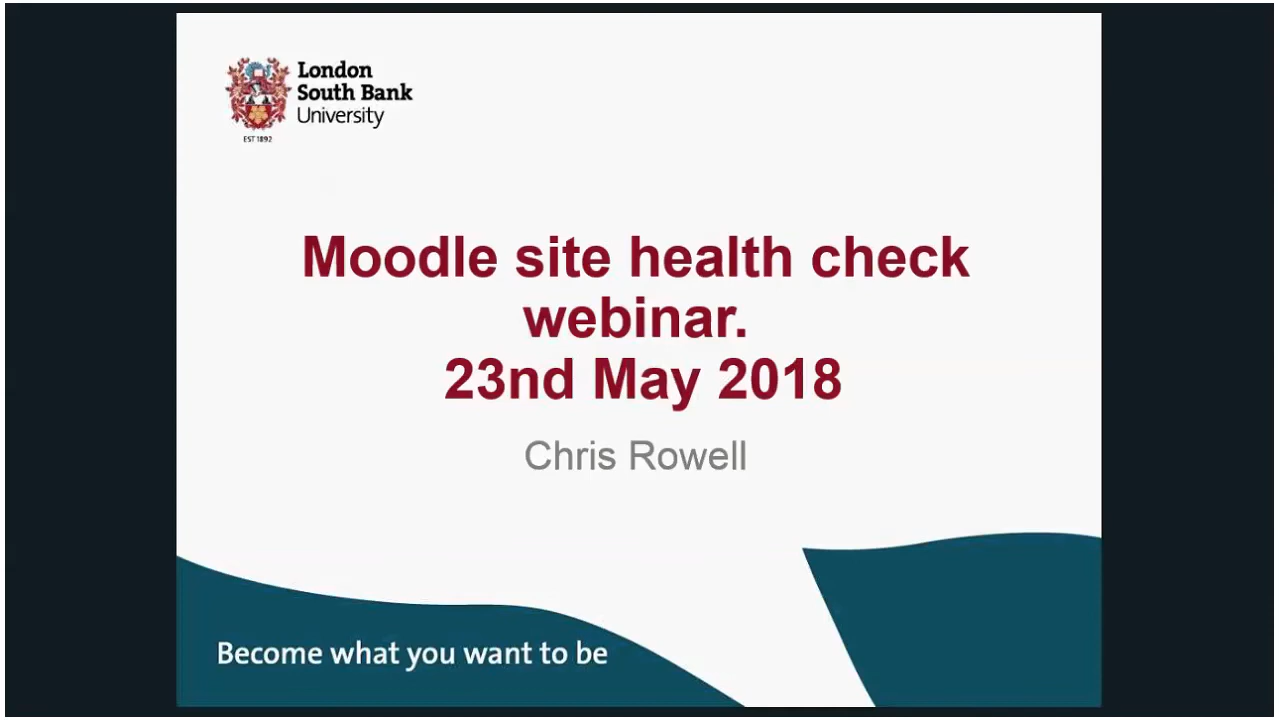 London
South Bank
University
EST 1892
Moodle site health check
webinar.
23nd May 2018
Chris Rowell
Become what you want to be